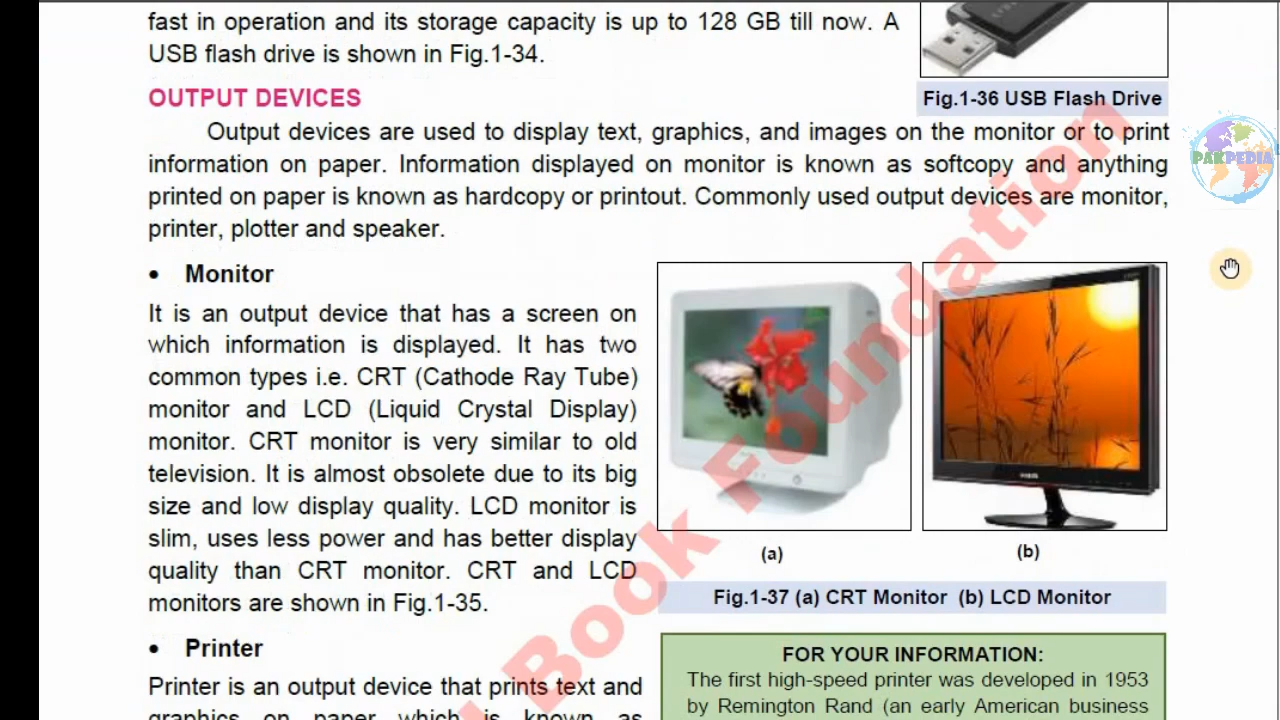 fast in operation and its storage capacity is up to 128 GB till now. A
USB flash drive is shown in Fig.1-34.
Fig.1-36 USB Flash Drive
OUTPUT DEVICES
Output devices are used to display text, graphics, and images on the monitor or to print
information on paper. Information displayed on monitor is known as softcopy and anything
printed on paper is known as hardcopy or printout. Commonly used output devices are monitor,
printer, plotter and speaker.
PAKPEDIA
• Monitor
It is an output device that has a screen on
which information is displayed. It has two
common types i.e. CRT (Cathode Ray Tube)
monitor and LCD (Liquid Crystal Display)
monitor. CRT monitor is very similar to old
television. It is almost obsolete due to its big
size and low display quality. LCD monitor is
slim, uses less power and has better display
quality than CRT monitor. CRT and LCD
monitors are shown in Fig.1-35.
(a)
(b)
Fig.1-37 (a) CRT Monitor (b) LCD Monitor
• Printer
Printer is an output device that prints text and
graphics on paper which is known as
FOR YOUR INFORMATION:
The first high-speed printer was developed in 1953
by Remington Rand (an early American business
Book Foundation